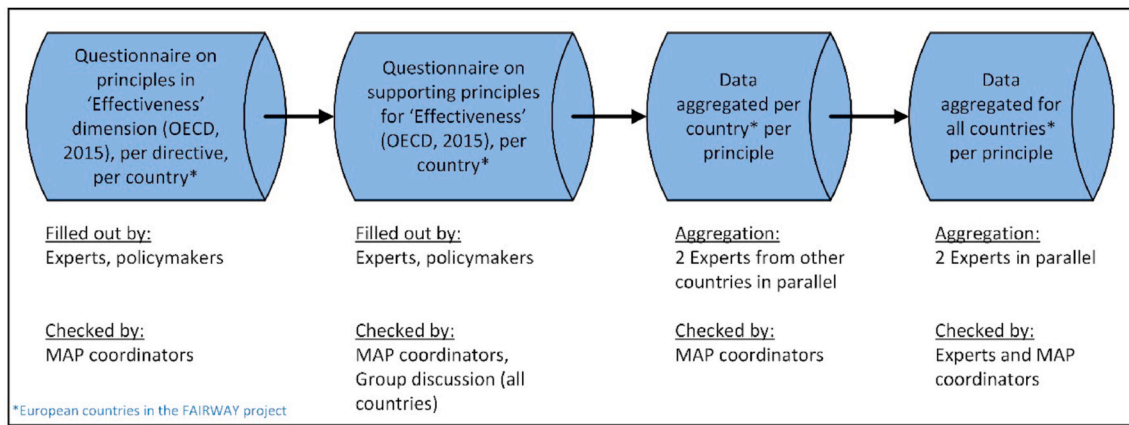 Questionnaire on
principles in
‘Effectiveness’
dimension (OECD,
2015), per directive,
per country*
Questionnaire on
supporting principles
for ‘Effectiveness’
(OECD, 2015), per
country*
Data
aggregated per
country* per
principle
Data
aggregated for
all countries*
per principle
Filled out by:
Experts, policymakers
Checked by:
MAP coordinators
Filled out by:
Experts, policymakers
Checked by:
MAP coordinators,
Group discussion (all
countries)
Aggregation:
2 Experts from other
countries in parallel
Checked by:
MAP coordinators
Aggregation:
2 Experts in parallel
Checked by:
Experts and MAP
coordinators
*European countries in the FAIRWAY project